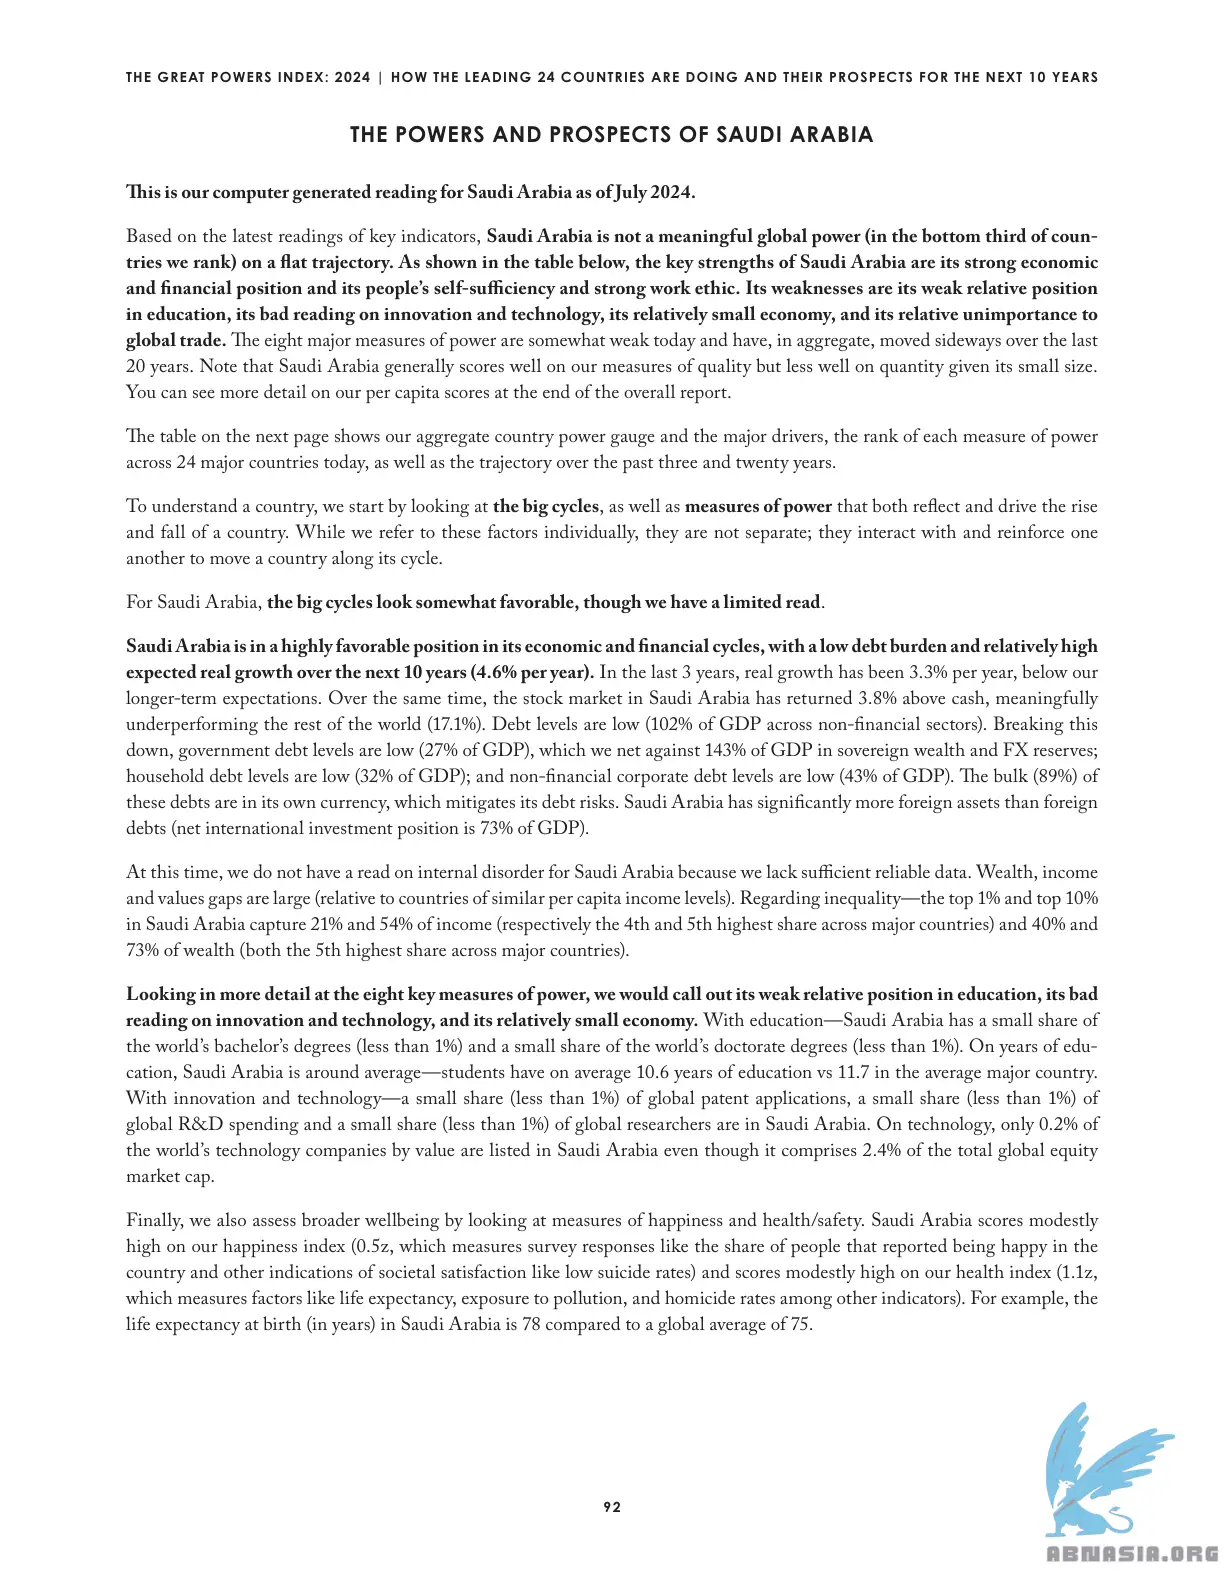 THE GREAT POWERS INDEX: 2024 | HOW THE LEADING 24 COUNTRIES ARE DOING AND THEIR PROSPECTS FOR THE NEXT 10 YEARS
THE POWERS AND PROSPECTS OF SAUDI ARABIA
This is our computer generated reading for Saudi Arabia as of July 2024.
Based on the latest readings of key indicators, Saudi Arabia is not a meaningful global power (in the bottom third of coun-
tries we rank) on a flat trajectory. As shown in the table below, the key strengths of Saudi Arabia are its strong economic
and financial position and its people's self-sufficiency and strong work ethic. Its weaknesses are its weak relative position
in education, its bad reading on innovation and technology, its relatively small economy, and its relative unimportance to
global trade. The eight major measures of power are somewhat weak today and have, in aggregate, moved sideways over the last
20 years. Note that Saudi Arabia generally scores well on our measures of quality but less well on quantity given its small size.
You can see more detail on our per capita scores at the end of the overall report.
The table on the next page shows our aggregate country power gauge and the major drivers, the rank of each measure of power
across 24 major countries today, as well as the trajectory over the past three and twenty years.
To understand a country, we start by looking at the big cycles, as well as measures of power that both reflect and drive the rise
and fall of a country. While we refer to these factors individually, they are not separate; they interact with and reinforce one
another to move a country along its cycle.
For Saudi Arabia, the big cycles look somewhat favorable, though we have a limited read.
Saudi Arabia is in a highly favorable position in its economic and financial cycles, with a low debt burden and relatively high
expected real growth over the next 10 years (4.6% per year). In the last 3 years, real growth has been 3.3% per year, below our
longer-term expectations. Over the same time, the stock market in Saudi Arabia has returned 3.8% above cash, meaningfully
underperforming the rest of the world (17.1%). Debt levels are low (102% of GDP across non-financial sectors). Breaking this
down, government debt levels are low (27% of GDP), which we net against 143% of GDP in sovereign wealth and FX reserves;
household debt levels are low (32% of GDP); and non-financial corporate debt levels are low (43% of GDP). The bulk (89%) of
these debts are in its own currency, which mitigates its debt risks. Saudi Arabia has significantly more foreign assets than foreign
debts (net international investment position is 73% of GDP).
At this time, we do not have a read on internal disorder for Saudi Arabia because we lack sufficient reliable data. Wealth, income
and values gaps are large (relative to countries of similar per capita income levels). Regarding inequality—the top 1% and top 10%
in Saudi Arabia capture 21% and 54% of income (respectively the 4th and 5th highest share across major countries) and 40% and
73% of wealth (both the 5th highest share across major countries).
Looking in more detail at the eight key measures of power, we would call out its weak relative position in education, its bad
reading on innovation and technology, and its relatively small economy. With education—Saudi Arabia has a small share of
the world's bachelor's degrees (less than 1%) and a small share of the world's doctorate degrees (less than 1%). On years of edu-
cation, Saudi Arabia is around average—students have on average 10.6 years of education vs 11.7 in the average major country.
With innovation and technology—a small share (less than 1%) of global patent applications, a small share (less than 1%) of
global R&D spending and a small share (less than 1%) of global researchers are in Saudi Arabia. On technology, only 0.2% of
the world's technology companies by value are listed in Saudi Arabia even though it comprises 2.4% of the total global equity
market cap.
Finally, we also assess broader wellbeing by looking at measures of happiness and health/safety. Saudi Arabia scores modestly
high on our happiness index (0.5z, which measures survey responses like the share of people that reported being happy in the
country and other indications of societal satisfaction like low suicide rates) and scores modestly high on our health index (1.1z,
which measures factors like life expectancy, exposure to pollution, and homicide rates among other indicators). For example, the
life expectancy at birth (in years) in Saudi Arabia is 78 compared to a global average of 75.
92
ABNASIA.ORG